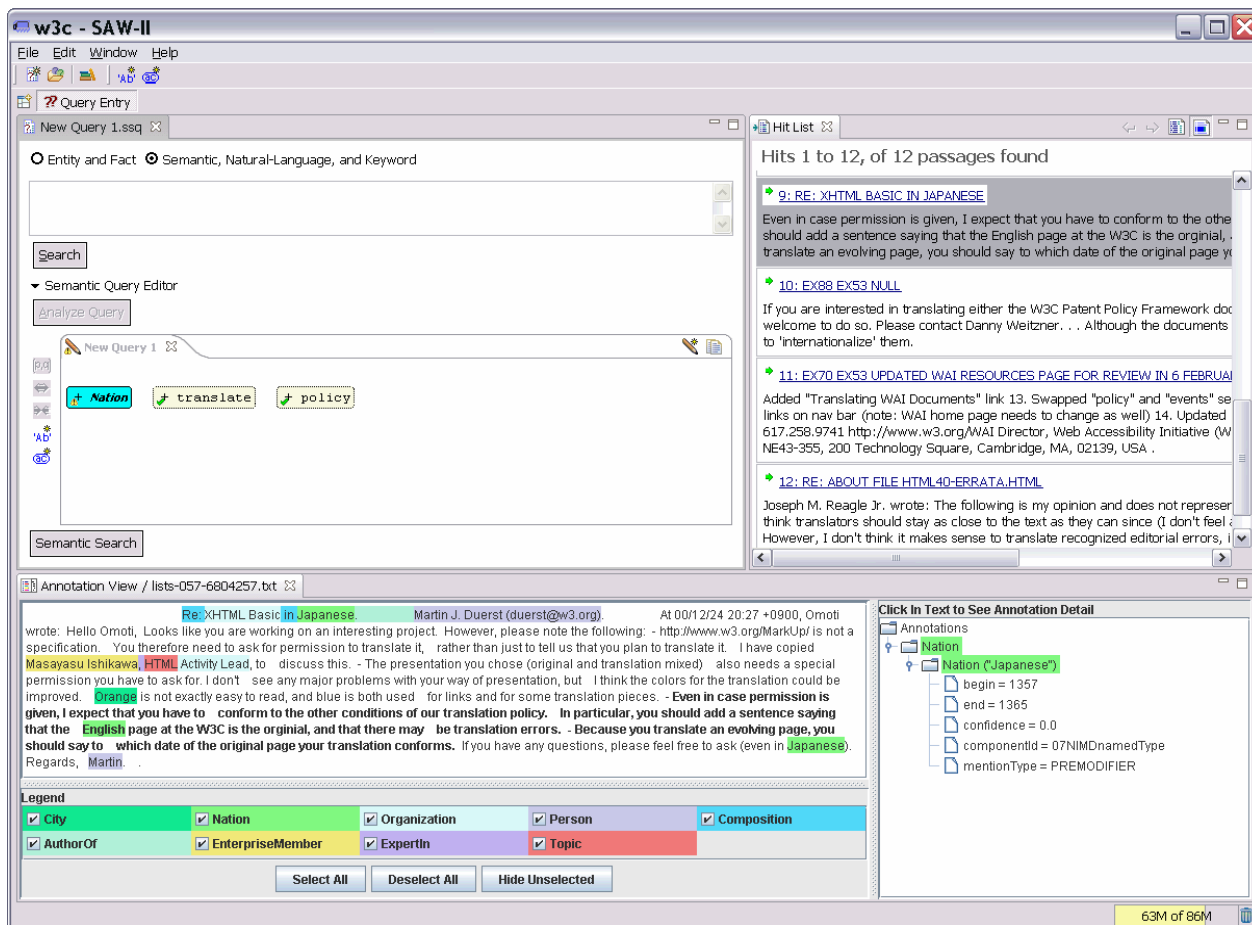 w3c - SAW-II
File Edit Window Help
'Ab' ac
?? Query Entry
New Query 1.ssq
Entity and Fact Semantic, Natural-Language, and Keyword
Search
Semantic Query Editor
Analyze Query
New Query 1
p,q
Nation translate policy
'Ab'
ac
Semantic Search
Hit List
Hits 1 to 12, of 12 passages found
9: RE: XHTML BASIC IN JAPANESE
Even in case permission is given, I expect that you have to conform to the othe
should add a sentence saying that the English page at the W3C is the orginial,
translate an evolving page, you should say to which date of the original page
10: EX88 EX53 NULL
If you are interested in translating either the W3C Patent Policy Framework doc
welcome to do so. Please contact Danny Weitzner. . . Although the documents
to 'internationalize' them.
11: EX70 EX53 UPDATED WAI RESOURCES PAGE FOR REVIEW IN 6 FEBRUA
Added "Translating WAI Documents" link 13. Swapped "policy" and "events" se
links on nav bar (note: WAI home page needs to change as well) 14. Updated
617.258.9741 http://www.w3.org/WAI Director, Web Accessibility Initiative (W
NE43-355, 200 Technology Square, Cambridge, MA, 02139, USA .
12: RE: ABOUT FILE HTML40-ERRATA.HTML
Joseph M. Reagle Jr. wrote: The following is my opinion and does not represer
think translators should stay as close to the text as they can since (I don't feel
However, I don't think it makes sense to translate recognized editorial errors, i
Annotation View / lists-057-6804257.txt
Re: XHTML Basic in Japanese. Martin J. Duerst (duerst@w3.org). At 00/12/24 20:27 +0900, Omoti
wrote: Hello Omoti, Looks like you are working on an interesting project. However, please note the following: - http://www.w3.org/MarkUp/ is not a
specification. You therefore need to ask for permission to translate it, rather than just to tell us that you plan to translate it. I have copied
Masayasu Ishikawa, HTML Activity Lead, to discuss this. - The presentation you chose (original and translation mixed) also needs a special
permission you have to ask for. I don't see any major problems with your way of presentation, but I think the colors for the translation could be
improved. Orange is not exactly easy to read, and blue is both used for links and for some translation pieces. - Even in case permission is
given, I expect that you have to conform to the other conditions of our translation policy. In particular, you should add a sentence saying
that the English page at the W3C is the orginial, and that there may be translation errors. - Because you translate an evolving page, you
should say to which date of the original page your translation conforms. If you have any questions, please feel free to ask (even in Japanese).
Regards, Martin. .
Legend
City Nation Organization Person Composition
AuthorOf EnterpriseMember ExpertIn Topic
Select All Deselect All Hide Unselected
Click In Text to See Annotation Detail
Annotations
Nation
Nation ("Japanese")
begin = 1357
end = 1365
confidence = 0.0
componentId = 07NIMDnamedType
mentionType = PREMODIFIER
63M of 86M